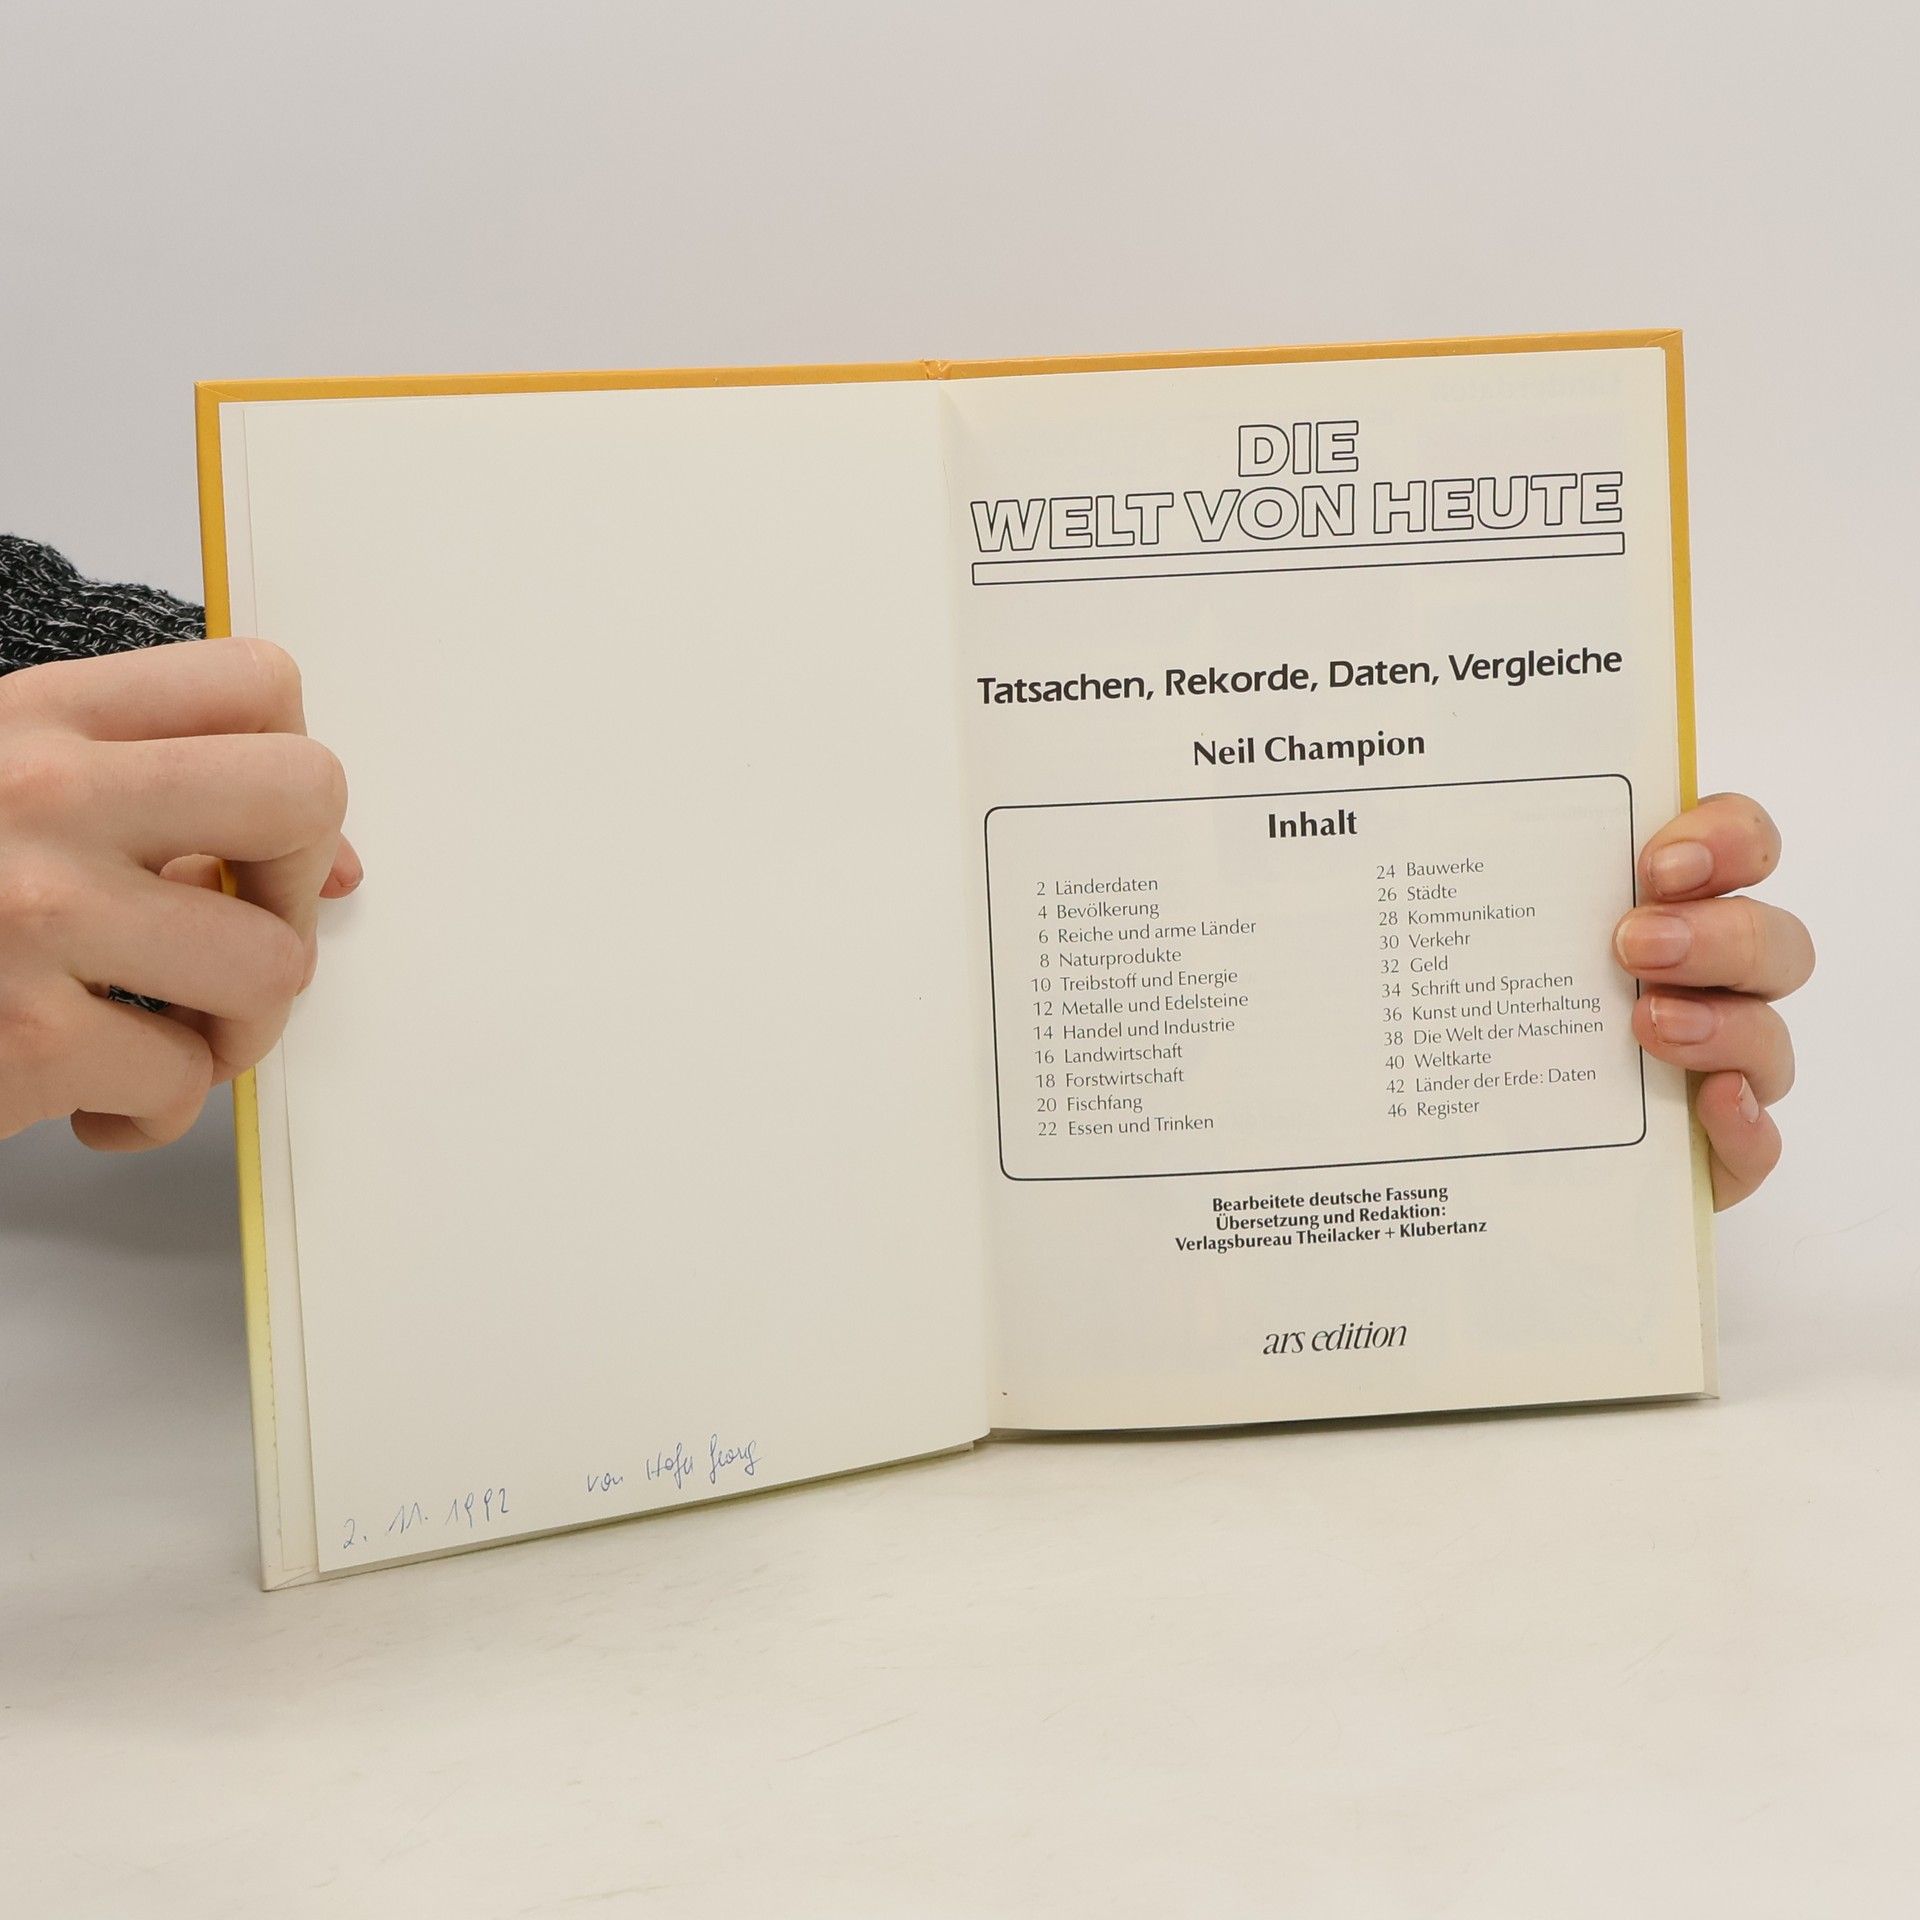 2. 11. 1992 von Georg
DIE
WELT VON HEUTE
Tatsachen, Rekorde, Daten, Vergleiche
Neil Champion
Inhalt
2 Länderdaten
4 Bevölkerung
6 Reiche und arme Länder
8 Naturprodukte
10 Treibstoff und Energie
12 Metalle und Edelsteine
14 Handel und Industrie
16 Landwirtschaft
18 Forstwirtschaft
20 Fischfang
22 Essen und Trinken
24 Bauwerke
26 Städte
28 Kommunikation
30 Verkehr
32 Geld
34 Schrift und Sprachen
36 Kunst und Unterhaltung
38 Die Welt der Maschinen
40 Weltkarte
42 Länder der Erde: Daten
46 Register
Bearbeitete deutsche Fassung
Übersetzung und Redaktion:
Verlagsbureau Theilacker + Klubertanz
ars edition